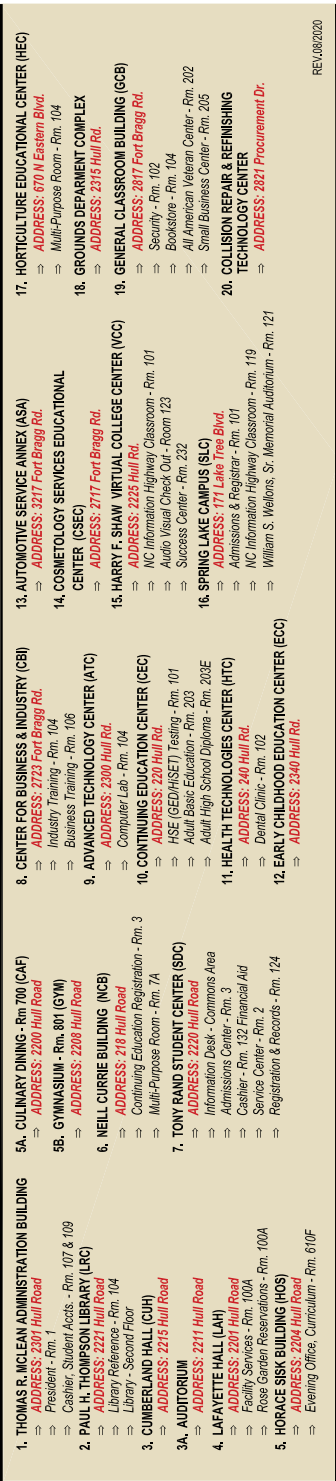 1. THOMAS R. MCLEAN ADMINISTRATION BUILDING
⇒ ADDRESS: 2301 Hull Road
⇒ President - Rm. 1
⇒ Cashier, Student Accts. - Rm. 107 & 109
2. PAUL H. THOMPSON LIBRARY (LRC)
⇒ ADDRESS: 2221 Hull Road
⇒ Library Reference - Rm. 104
⇒ Library - Second Floor
3. CUMBERLAND HALL (CUH)
⇒ ADDRESS: 2215 Hull Road
3A. AUDITORIUM
⇒ ADDRESS: 2211 Hull Road
4. LAFAYETTE HALL (LAH)
⇒ ADDRESS: 2201 Hull Road
⇒ Facility Services - Rm. 100A
⇒ Rose Garden Reservations - Rm. 100A
5. HORACE SISK BUILDING (HOS)
⇒ ADDRESS: 2204 Hull Road
⇒ Evening Office, Curriculum - Rm. 610F
5A. CULINARY DINING - Rm 700 (CAF)
⇒ ADDRESS: 2200 Hull Road
5B. GYMNASIUM - Rm. 801 (GYM)
⇒ ADDRESS: 2208 Hull Road
6. NEILL CURRIE BUILDING (NCB)
⇒ ADDRESS: 218 Hull Road
⇒ Continuing Education Registration - Rm. 3
⇒ Multi-Purpose Room - Rm. 7A
7. TONY RAND STUDENT CENTER (SDC)
⇒ ADDRESS: 2220 Hull Road
⇒ Information Desk - Commons Area
⇒ Admissions Center - Rm. 3
⇒ Cashier - Rm. 132 Financial Aid
⇒ Service Center - Rm. 2
⇒ Registration & Records - Rm. 124
8. CENTER FOR BUSINESS & INDUSTRY (CBI)
⇒ ADDRESS: 2723 Fort Bragg Rd.
⇒ Industry Training - Rm. 104
⇒ Business Training - Rm. 106
9. ADVANCED TECHNOLOGY CENTER (ATC)
⇒ ADDRESS: 2300 Hull Rd.
⇒ Computer Lab - Rm. 104
10. CONTINUING EDUCATION CENTER (CEC)
⇒ ADDRESS: 220 Hull Rd.
⇒ HSE (GED/HiSET) Testing - Rm. 101
⇒ Adult Basic Education - Rm. 203
⇒ Adult High School Diploma - Rm. 203E
11. HEALTH TECHNOLOGIES CENTER (HTC)
⇒ ADDRESS: 240 Hull Rd.
⇒ Dental Clinic - Rm. 102
12. EARLY CHILDHOOD EDUCATION CENTER (ECC)
⇒ ADDRESS: 2240 Hull Rd.
13. AUTOMOTIVE SERVICE ANNEX (ASA)
⇒ ADDRESS: 3217 Fort Bragg Rd.
14, COSMETOLOGY SERVICES EDUCATIONAL
CENTER (CSEC)
⇒ ADDRESS: 2717 Fort Bragg Rd.
15. HARRY F. SHAW VIRTUAL COLLEGE CENTER (VCC)
⇒ ADDRESS: 2225 Hull Rd.
⇒ NC Information Highway Classroom - Rm. 101
⇒ Audio Visual Check Out - Room 123
⇒ Success Center - Rm. 232
16. SPRING LAKE CAMPUS (SLC)
⇒ ADDRESS: 171 Lake Tree Blvd.
⇒ Admissions & Registrar - Rm. 101
⇒ NC Information Highway Classroom - Rm. 119
⇒ William S. Wellons, Sr. Memorial Auditorium - Rm. 121
17. HORTICULTURE EDUCATIONAL CENTER (HEC)
⇒ ADDRESS: 670 N Eastern Blvd.
⇒ Multi-Purpose Room - Rm. 104
18. GROUNDS DEPARMENT COMPLEX
⇒ ADDRESS: 2315 Hull Rd.
19. GENERAL CLASSROOM BUILDING (GCB)
⇒ ADDRESS: 2817 Fort Bragg Rd.
⇒ Security - Rm. 102
⇒ Bookstore - Rm. 104
⇒ All American Veteran Center - Rm. 202
⇒ Small Business Center - Rm. 205
20. COLLISION REPAIR & REFINISHING
TECHNOLOGY CENTER
⇒ ADDRESS: 2821 Procurement Dr.
REV.08/2020